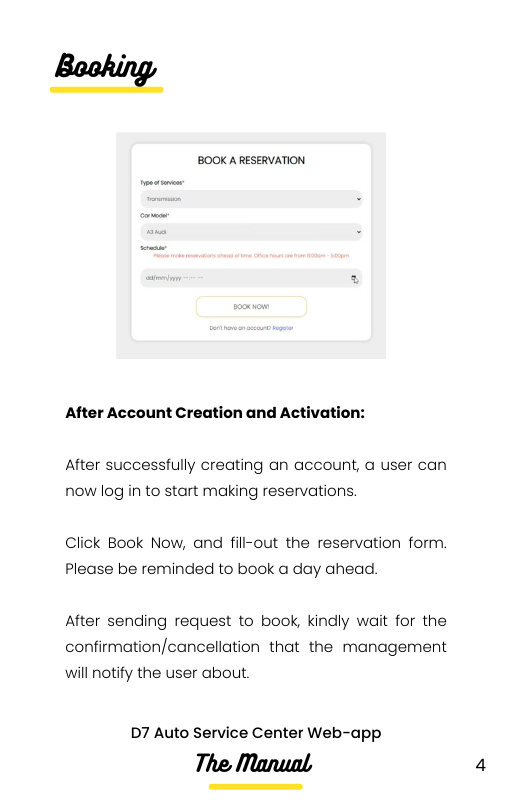 Booking
BOOK A RESERVATION
Type of Services*
Transmission
Car Model*
A3 Audi
Schedule*
Please make reservations ahead of time. Office hours are from 8:00am - 5:00pm.
dd/mm/yyyy --:-- --
BOOK NOW!
Don't have an account? Register
After Account Creation and Activation:
After successfully creating an account, a user can
now log in to start making reservations.
Click Book Now, and fill-out the reservation form.
Please be reminded to book a day ahead.
After sending request to book, kindly wait for the
confirmation/cancellation that the management
will notify the user about.
D7 Auto Service Center Web-app
The Manual
4